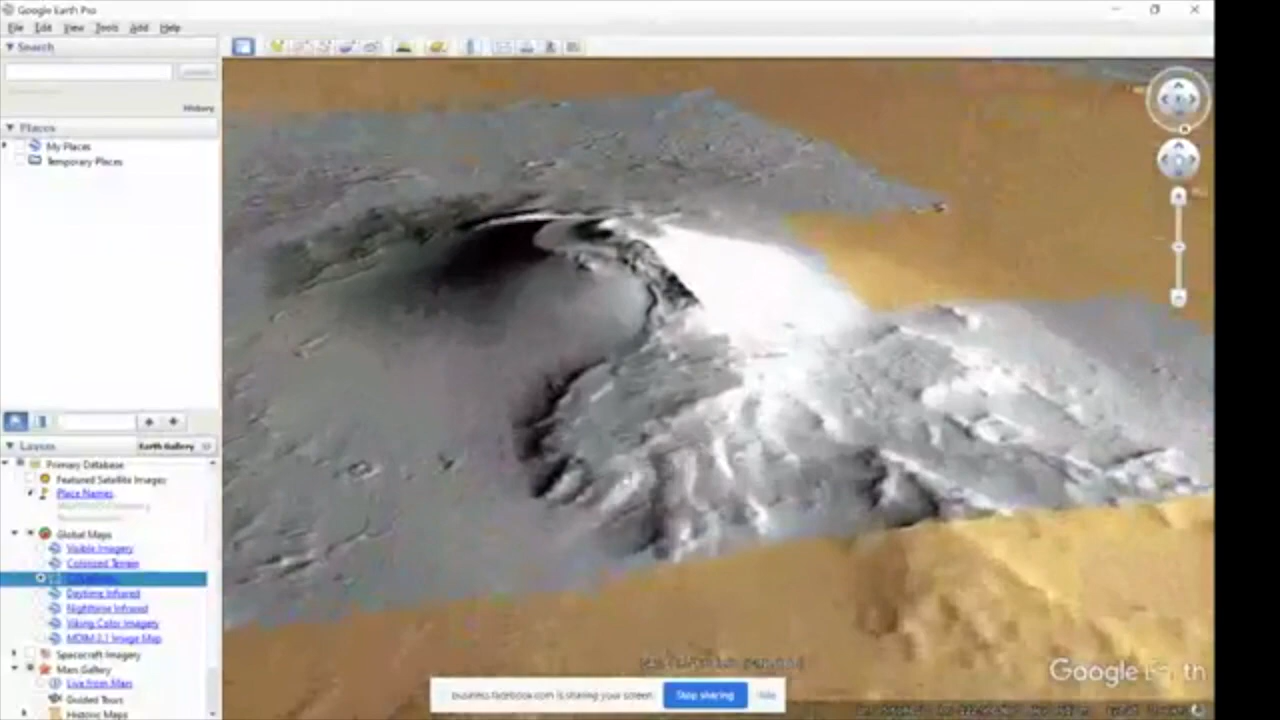 Google Earth Pro
File Edit View Tools Add Help
Search
History
Places
My Places
Temporary Places
Layers
Earth Gallery
Primary Database
Featured Satellite Images
Place Names
Global Maps
Visible Imagery
Colorized Terrain
Daytime Infrared
Nighttime Infrared
Viking Color Imagery
MDIM 2.1 Image Map
Spacecraft Imagery
Mars Gallery
Live from Mars
Guided Tours
Historic Maps
business.facebook.com is sharing your screen.
Stop sharing
Hide
Google Earth